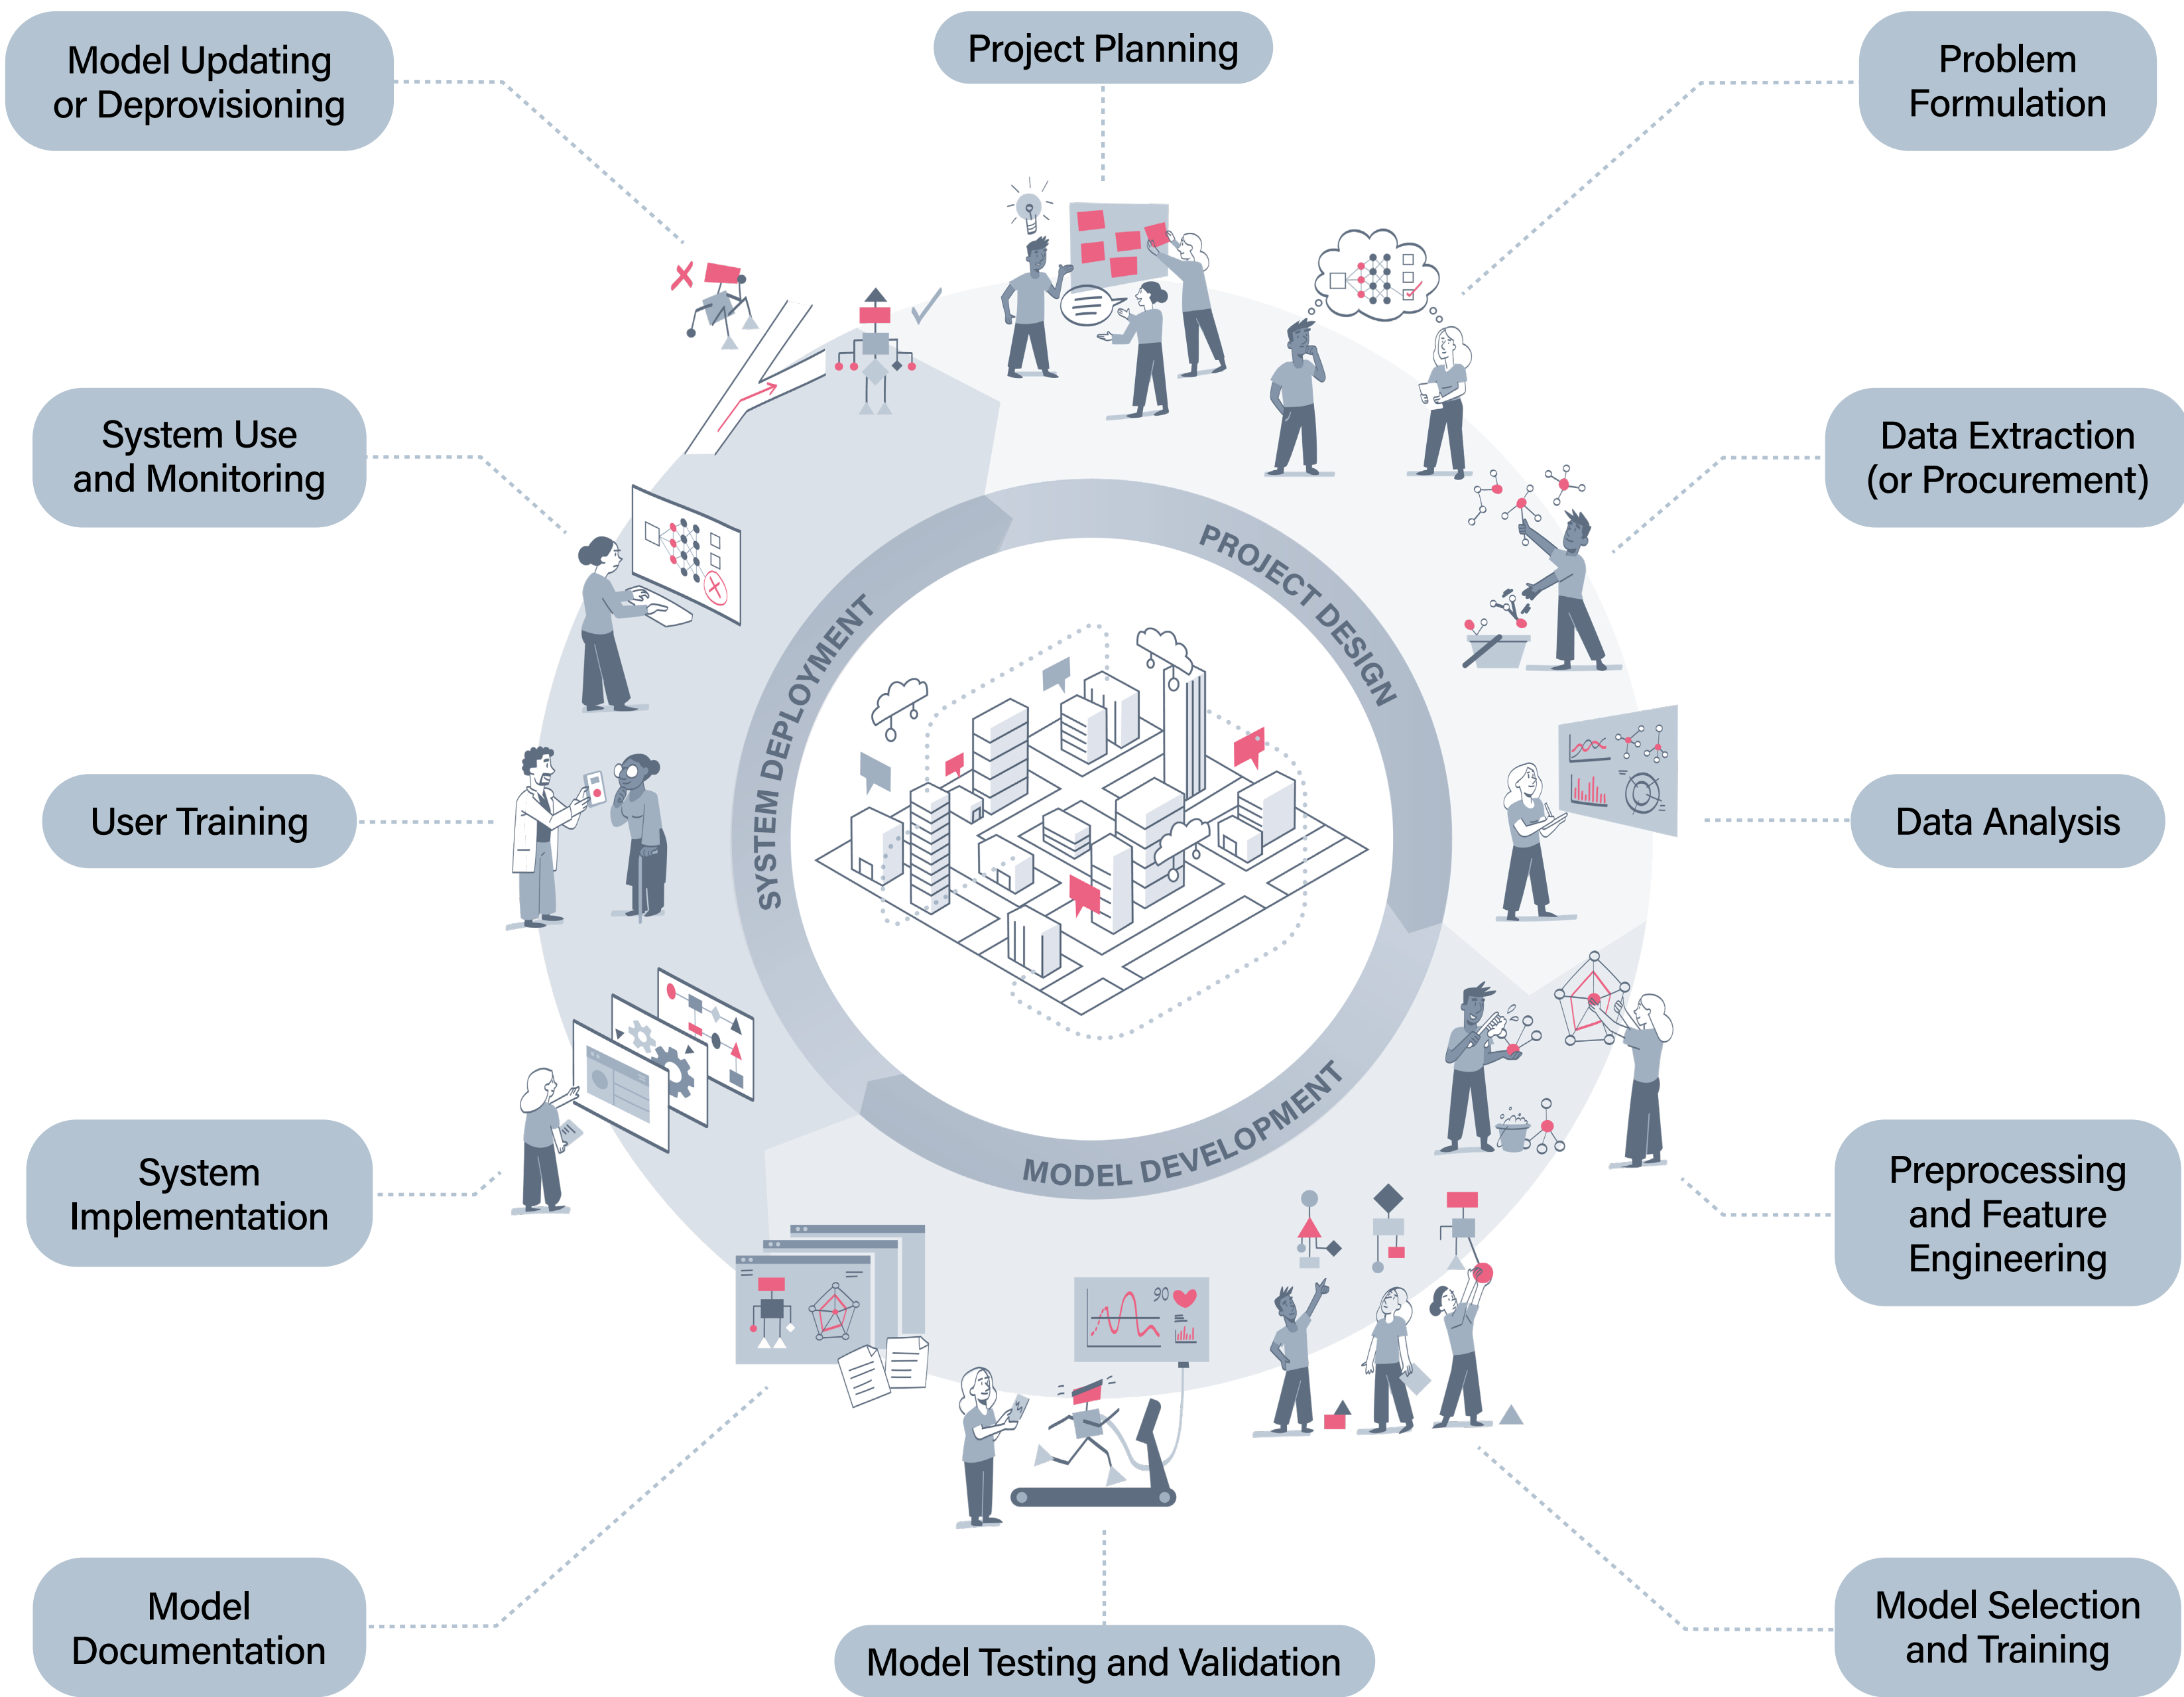 Project Planning
Problem
Formulation
Data Extraction
(or Procurement)
Data Analysis
Preprocessing
and Feature
Engineering
Model Selection
and Training
Model Testing and Validation
Model
Documentation
System
Implementation
User Training
System Use
and Monitoring
Model Updating
or Deprovisioning
PROJECT DESIGN
MODEL DEVELOPMENT
SYSTEM DEPLOYMENT
90